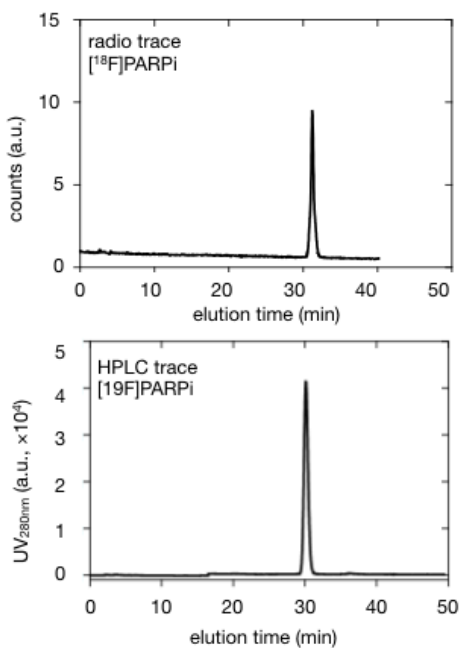 15
radio trace
[¹⁸F]PARPi
10
counts (a.u.)
5
0
0 10 20 30 40 50
elution time (min)
5
HPLC trace
[19F]PARPi
4
3
UV₂₈₀ₙₘ (a.u., ×10⁴)
2
1
0
0 10 20 30 40 50
elution time (min)